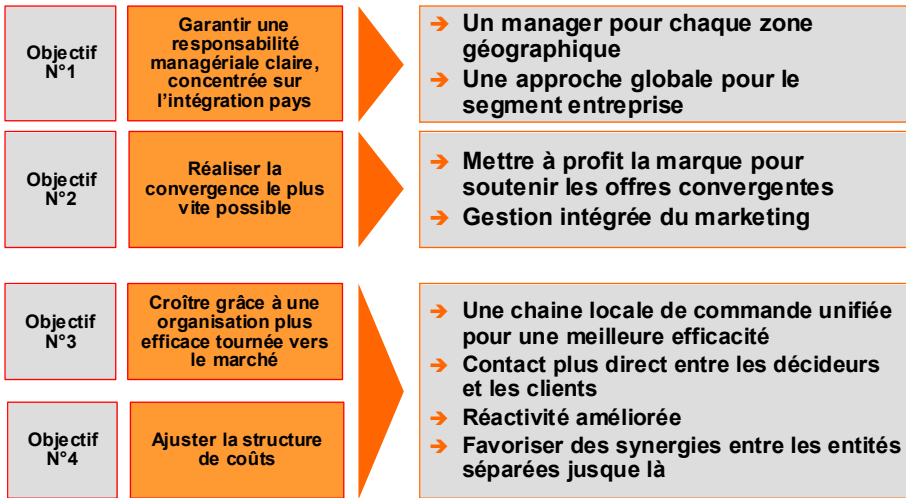 Objectif
N°1
Garantir une
responsabilité
managériale claire,
concentrée sur
l'intégration pays
➔ Un manager pour chaque zone
géographique
➔ Une approche globale pour le
segment entreprise
Objectif
N°2
Réaliser la
convergence le plus
vite possible
➔ Mettre à profit la marque pour
soutenir les offres convergentes
➔ Gestion intégrée du marketing
Objectif
N°3
Croître grâce à une
organisation plus
efficace tournée vers
le marché
Objectif
N°4
Ajuster la structure
de coûts
➔ Une chaine locale de commande unifiée
pour une meilleure efficacité
➔ Contact plus direct entre les décideurs
et les clients
➔ Réactivité améliorée
➔ Favoriser des synergies entre les entités
séparées jusque là